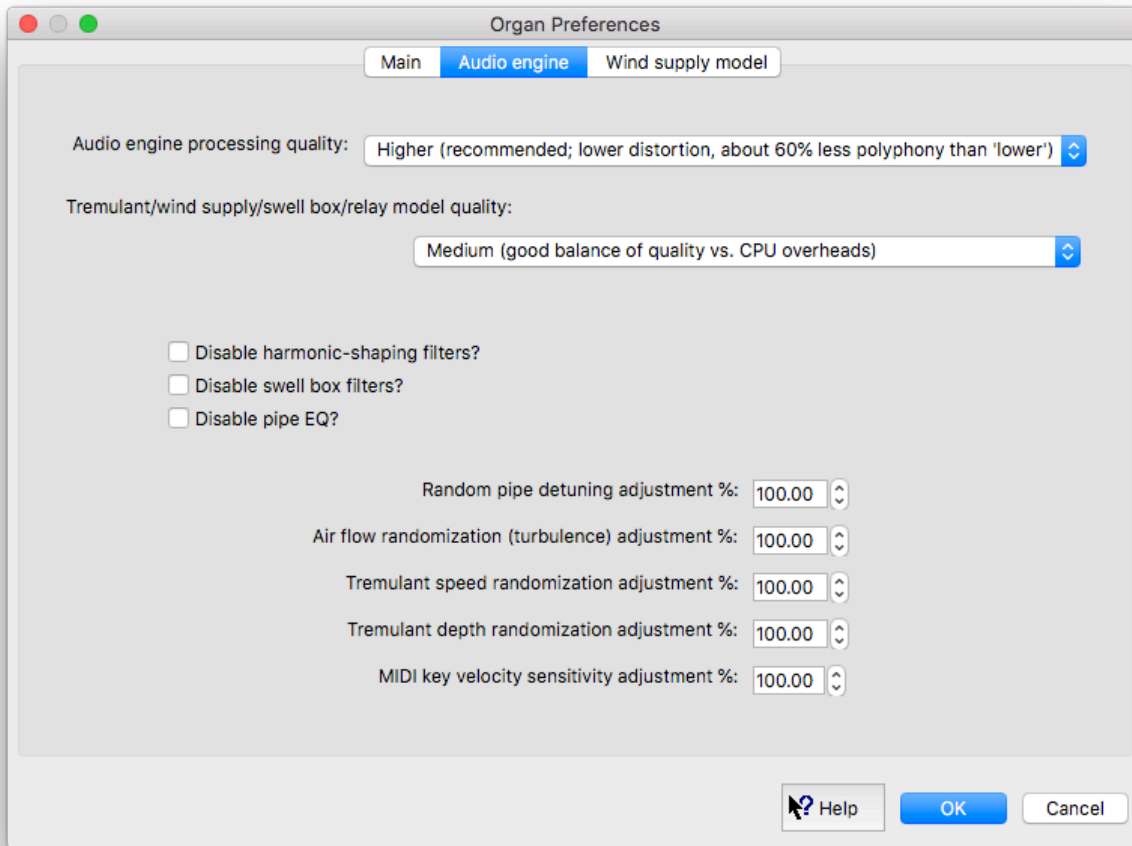 Organ Preferences
Main Audio engine Wind supply model
Audio engine processing quality: Higher (recommended; lower distortion, about 60% less polyphony than 'lower')
Tremulant/wind supply/swell box/relay model quality:
Medium (good balance of quality vs. CPU overheads)
Disable harmonic-shaping filters?
Disable swell box filters?
Disable pipe EQ?
Random pipe detuning adjustment %: 100.00
Air flow randomization (turbulence) adjustment %: 100.00
Tremulant speed randomization adjustment %: 100.00
Tremulant depth randomization adjustment %: 100.00
MIDI key velocity sensitivity adjustment %: 100.00
? Help OK Cancel